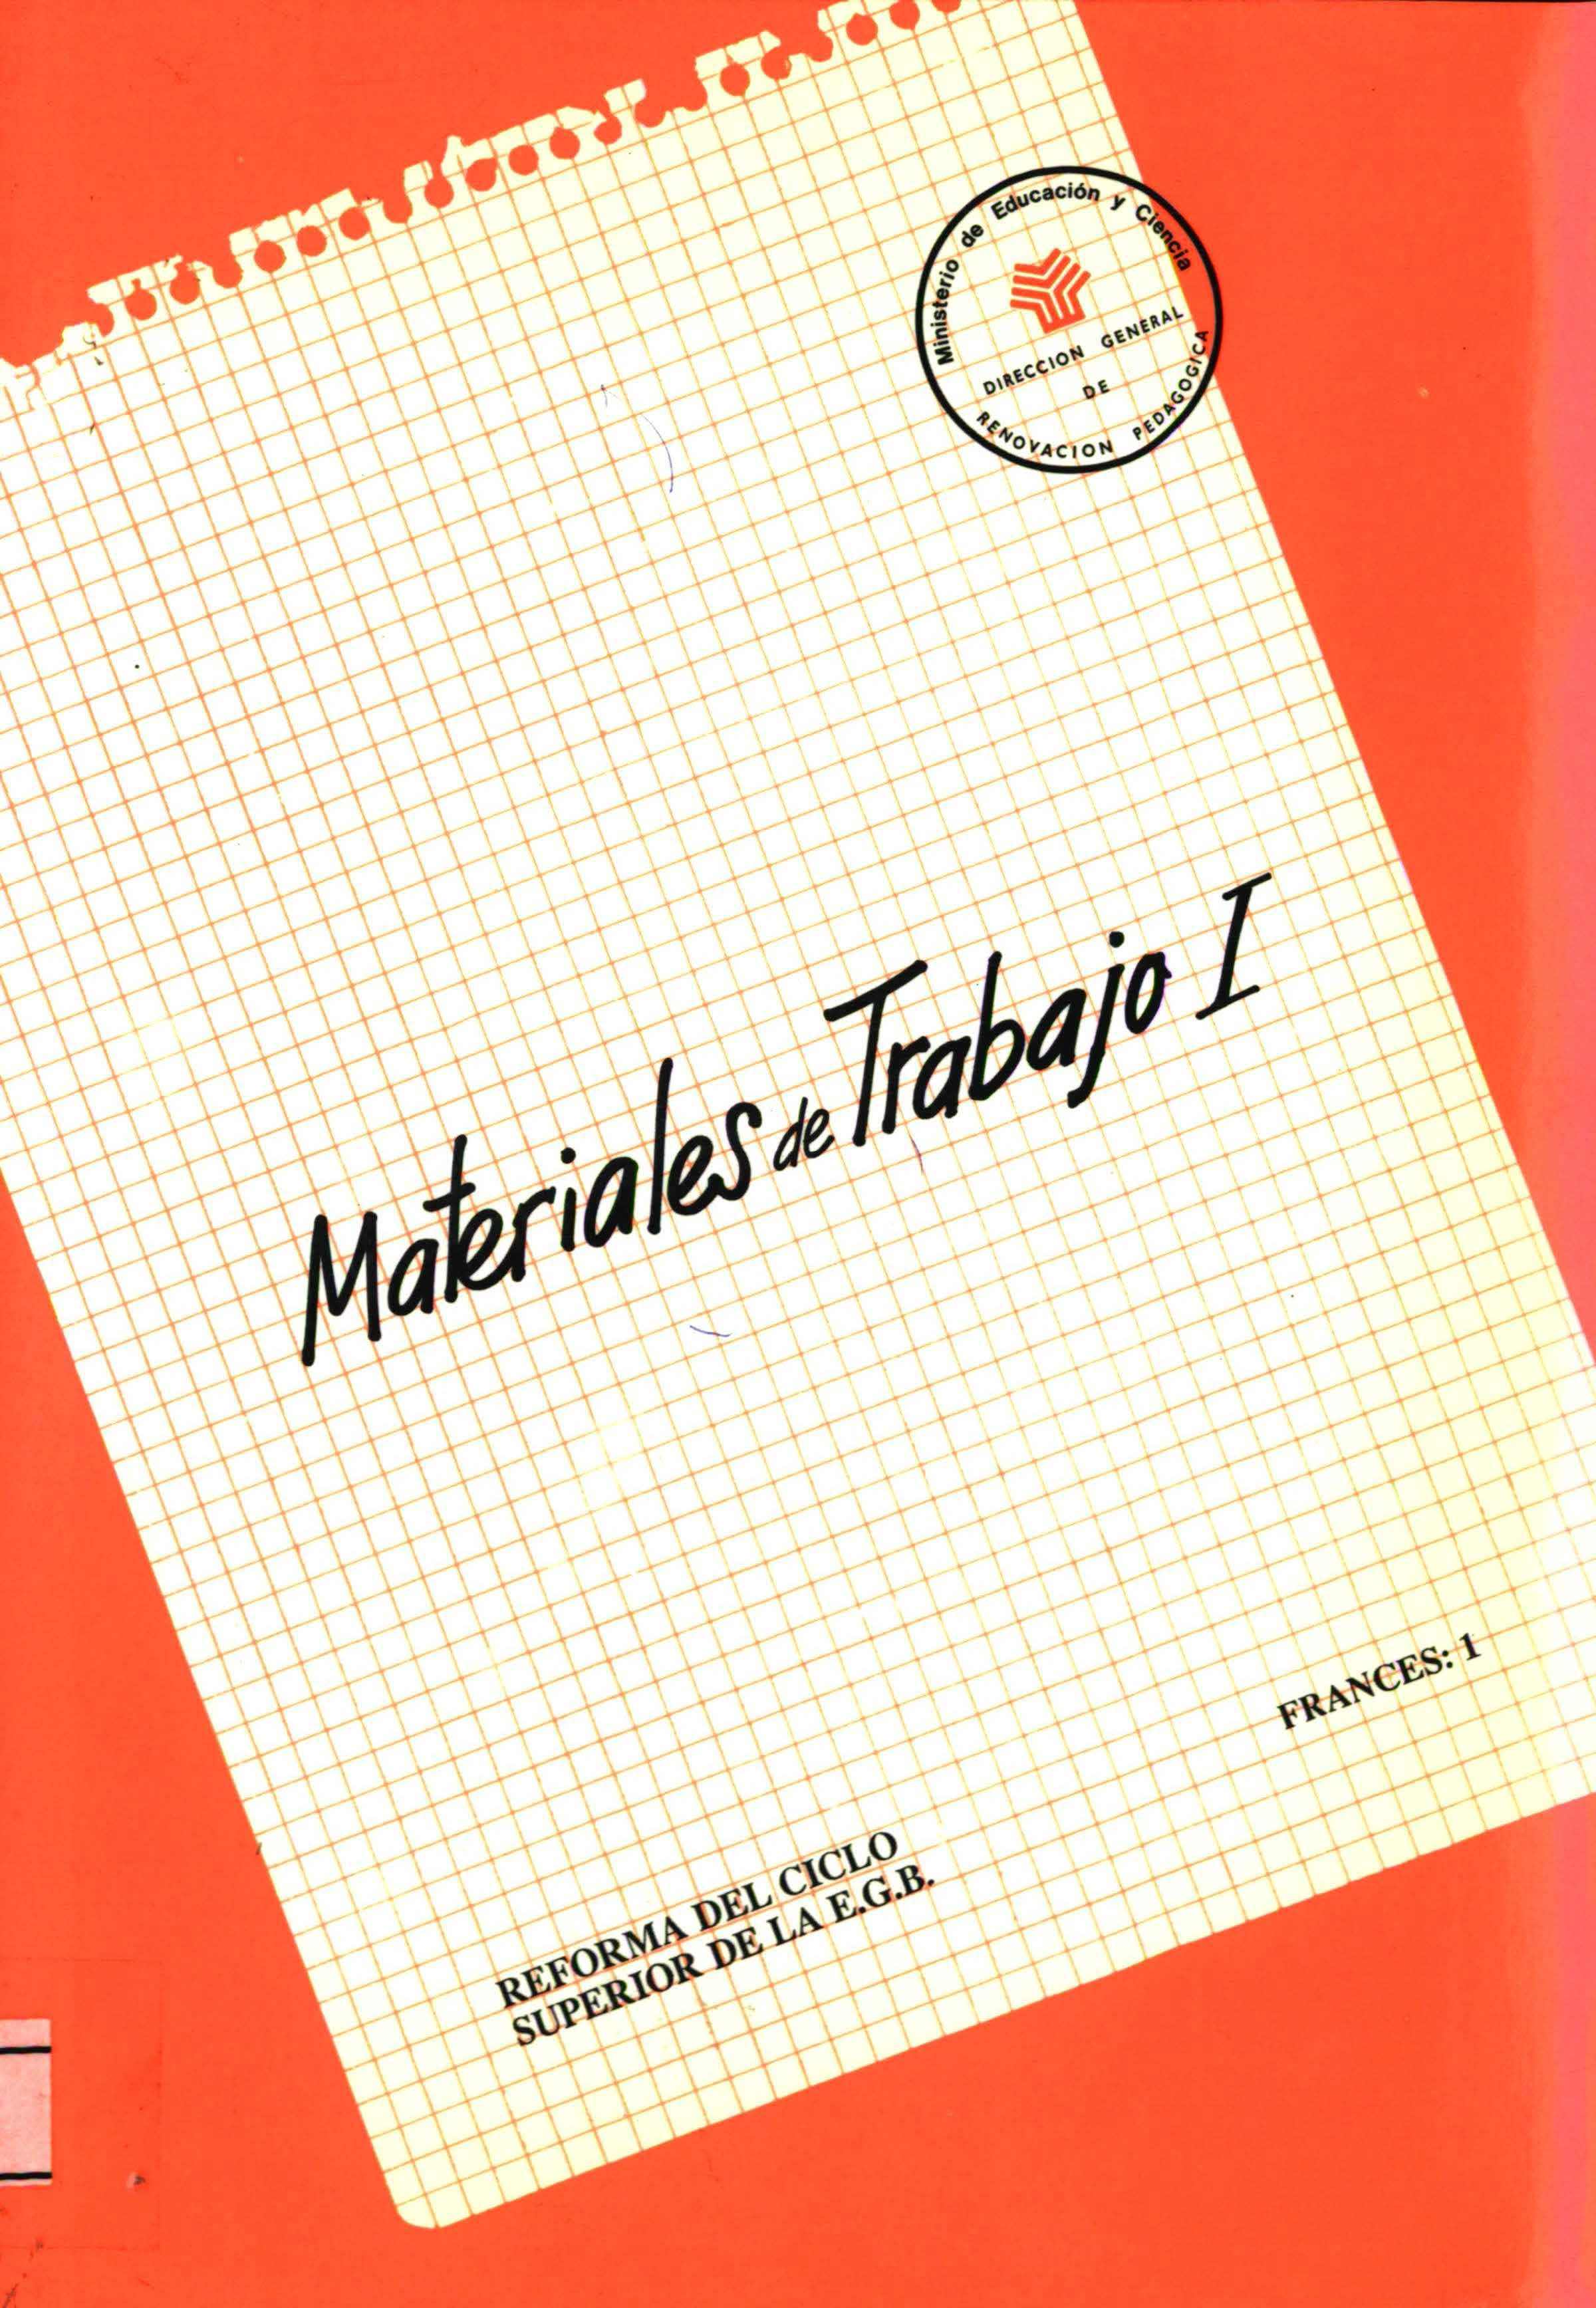 Ministerio de Educación y Ciencia
DIRECCION GENERAL
DE
RENOVACION PEDAGOGICA
Materiales de Trabajo I
FRANCES: 1
REFORMA DEL CICLO
SUPERIOR DE LA E.G.B.